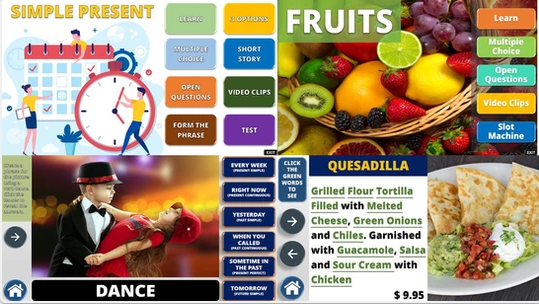 SIMPLE PRESENT
LEARN
3 OPTIONS
MULTIPLE
CHOICE
SHORT
STORY
OPEN
QUESTIONS
VIDEO CLIPS
FORM THE
PHRASE
TEST
EXIT
FRUITS
Learn
Multiple
Choice
Open
Questions
Video Clips
Slot
Machine
EXIT
DANCE
EVERY WEEK
(PRESENT SIMPLE)
RIGHT NOW
(PRESENT CONTINUOUS)
YESTERDAY
(PAST SIMPLE)
WHEN YOU
CALLED
(PAST CONTINUOUS)
SOMETIME IN
THE PAST
(PRESENT PERFECT)
TOMORROW
(FUTURE SIMPLE)
CLICK
THE
GREEN
WORDS
TO SEE
QUESADILLA
Grilled Flour Tortilla
Filled with Melted
Cheese, Green Onions
and Chiles. Garnished
with Guacamole, Salsa
and Sour Cream with
Chicken
$ 9.95